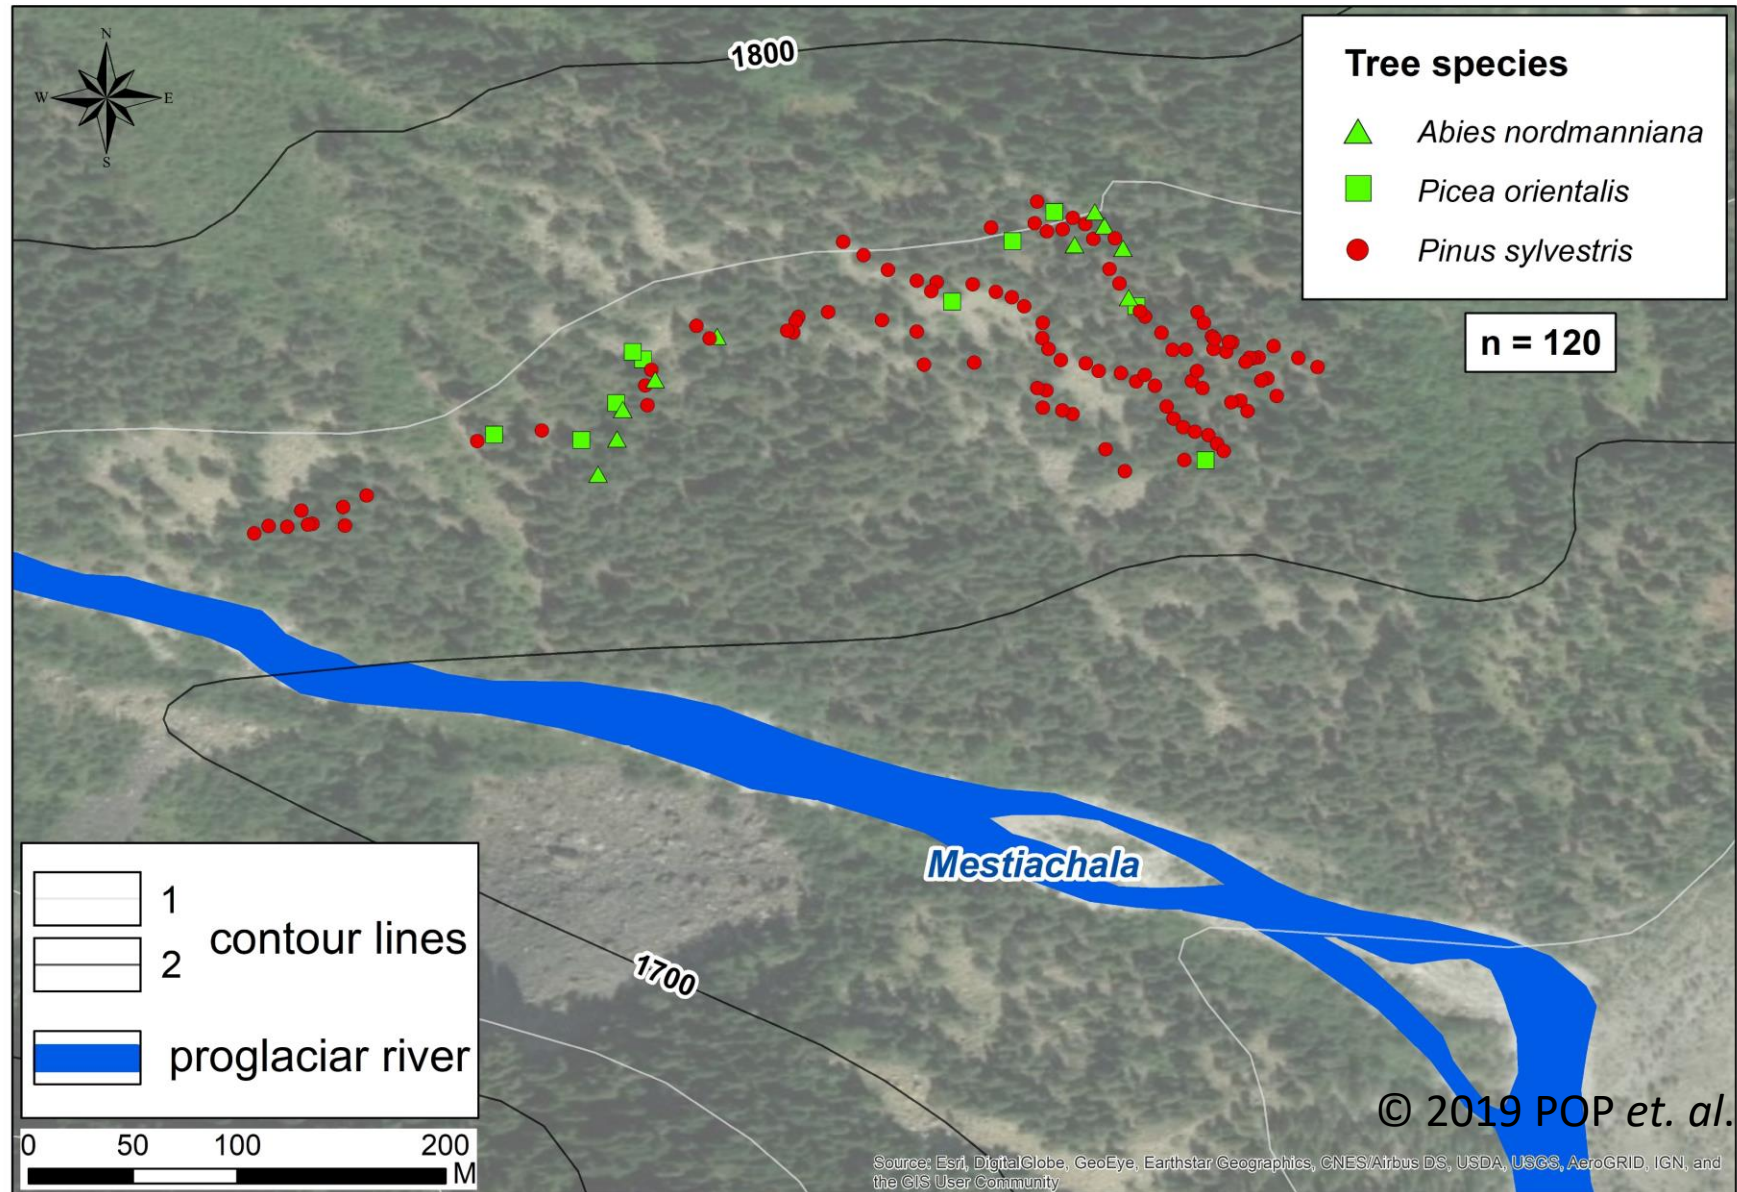 N
W E
S
1800
Tree species
Abies nordmanniana
Picea orientalis
Pinus sylvestris
n = 120
Mestiachala
1700
1
contour lines
2
proglaciar river
0 50 100 200
M
© 2019 POP et. al.
Source: Esri, DigitalGlobe, GeoEye, Earthstar Geographics, CNES/Airbus DS, USDA, USGS, AeroGRID, IGN, and
the GIS User Community